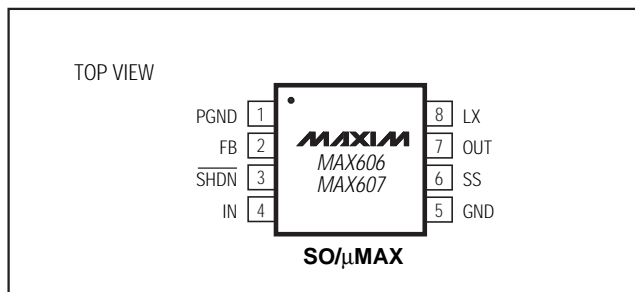 TOP VIEW
PGND 1
FB 2
SHDN 3
IN 4
MAXIM
MAX606
MAX607
8 LX
7 OUT
6 SS
5 GND
SO/µMAX